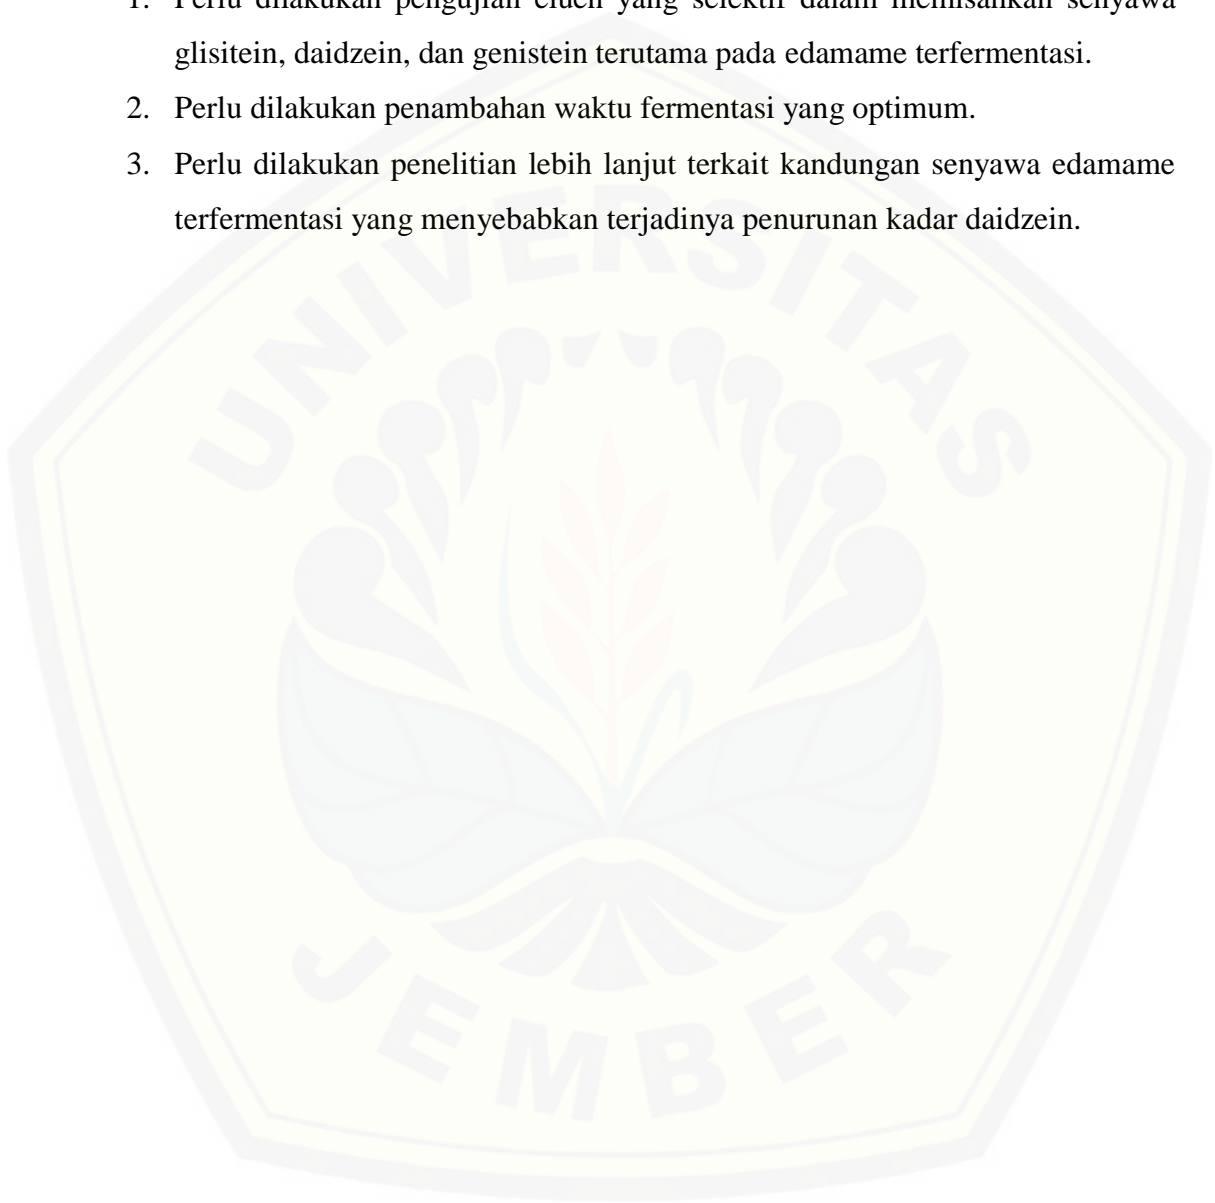 1. Perlu dilakukan pengujian eluen yang selektif dalam memisahkan senyawa
glisitein, daidzein, dan genistein terutama pada edamame terfermentasi.
2. Perlu dilakukan penambahan waktu fermentasi yang optimum.
3. Perlu dilakukan penelitian lebih lanjut terkait kandungan senyawa edamame
terfermentasi yang menyebabkan terjadinya penurunan kadar daidzein.
UNIVERSITAS
JEMBER